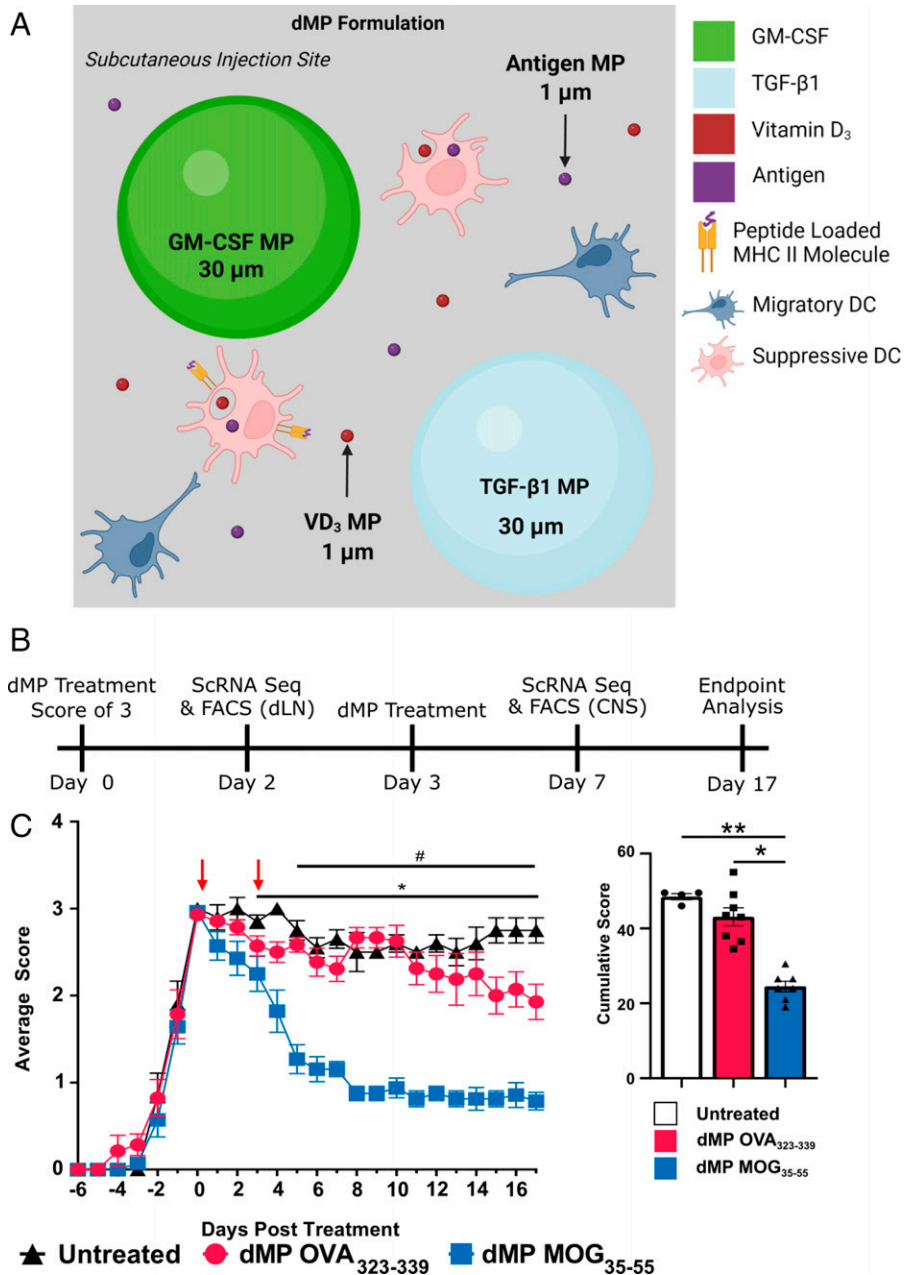 A
dMP Formulation
Subcutaneous Injection Site
Antigen MP
1 µm
GM-CSF MP
30 µm
VD₃ MP
1 µm
TGF-β1 MP
30 µm
GM-CSF
TGF-β1
Vitamin D₃
Antigen
Peptide Loaded
MHC II Molecule
Migratory DC
Suppressive DC
B
dMP Treatment
Score of 3
ScRNA Seq
& FACS (dLN)
dMP Treatment
ScRNA Seq
& FACS (CNS)
Endpoint
Analysis
Day 0
Day 2
Day 3
Day 7
Day 17
C
Average Score
4
3
2
1
0
#
*
-6 -4 -2 0 2 4 6 8 10 12 14 16
Days Post Treatment
Untreated dMP OVA₃₂₃₋₃₃₉ dMP MOG₃₅₋₅₅
Cumulative Score
60
40
20
0
**
*
Untreated
dMP OVA₃₂₃₋₃₃₉
dMP MOG₃₅₋₅₅